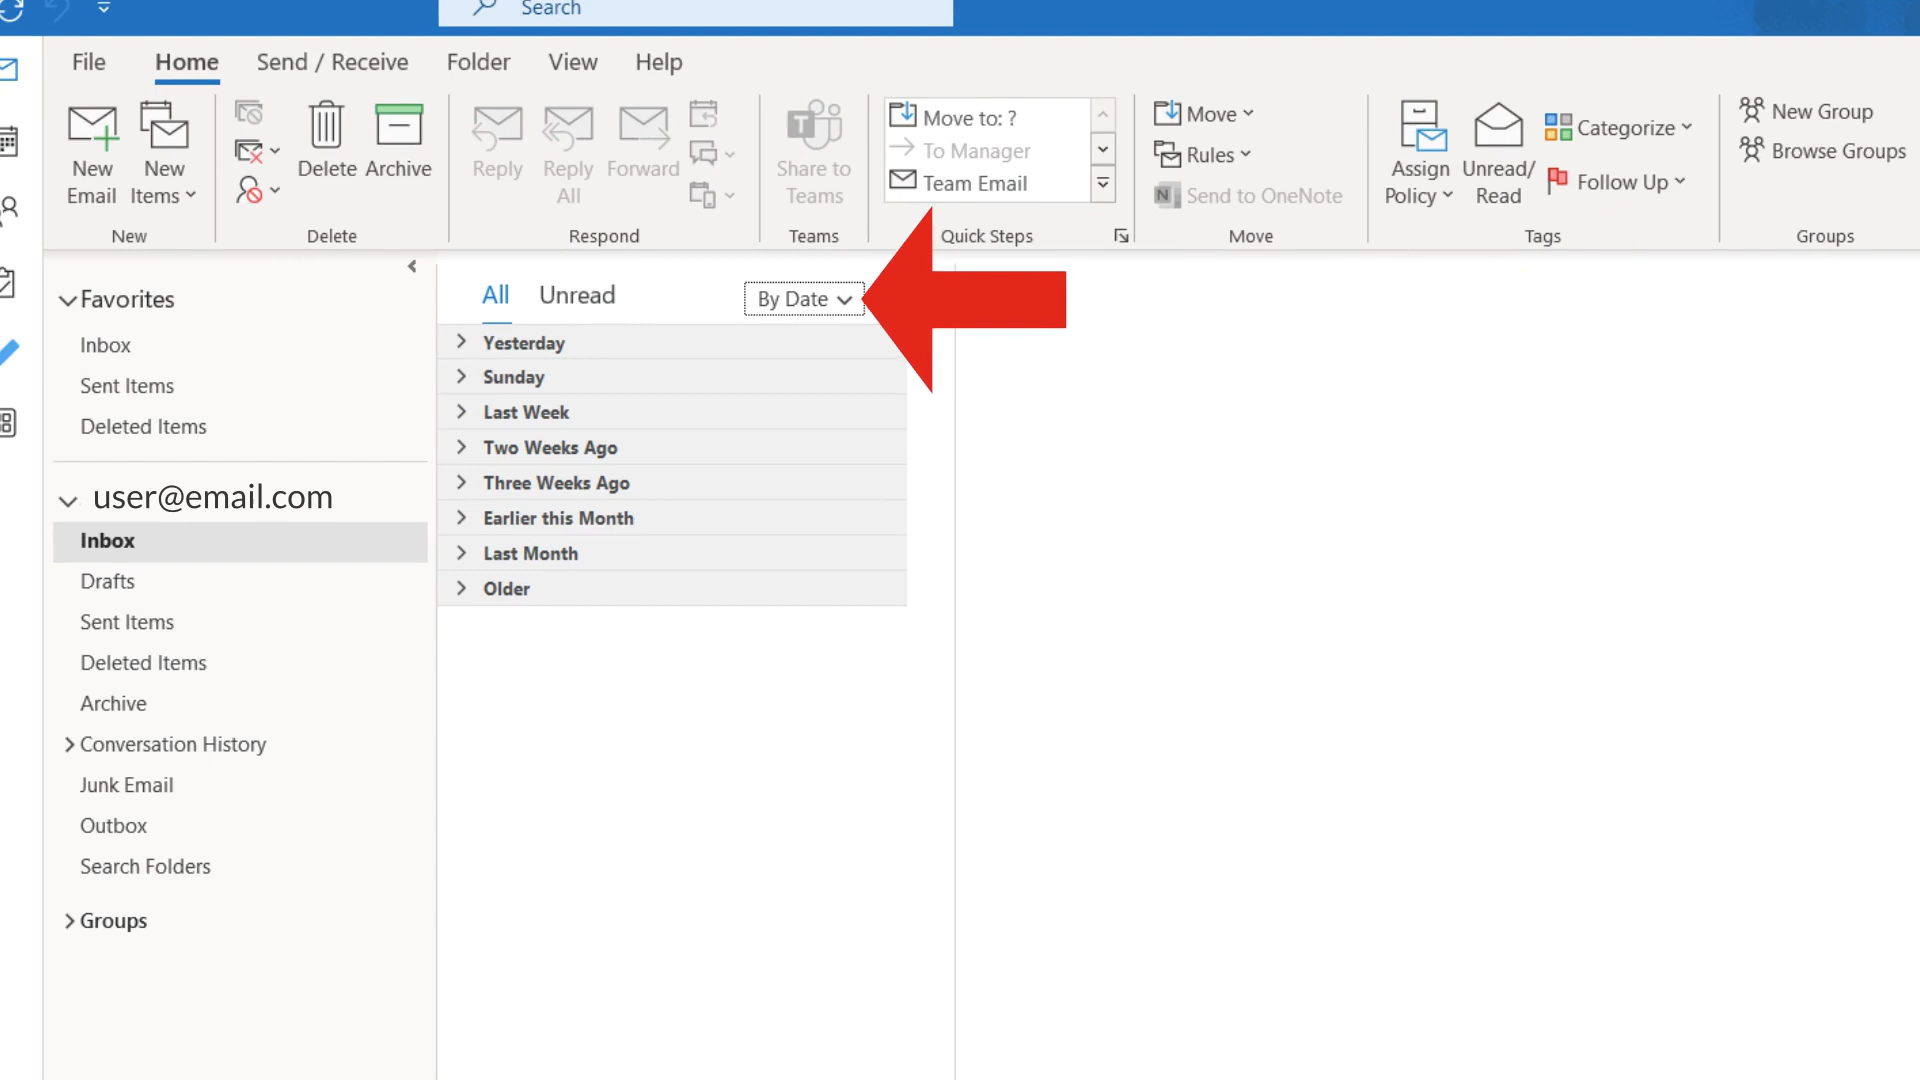 Search
File Home Send / Receive Folder View Help
New Email
New Items
Delete
Archive
Reply
Reply All
Forward
Share to Teams
T
Move to: ?
To Manager
Team Email
Move
Rules
N Send to OneNote
Assign Policy
Unread/ Read
Categorize
Follow Up
New Group
Browse Groups
New
Delete
Respond
Teams
Quick Steps
Move
Tags
Groups
Favorites
Inbox
Sent Items
Deleted Items
user@email.com
Inbox
Drafts
Sent Items
Deleted Items
Archive
Conversation History
Junk Email
Outbox
Search Folders
Groups
All Unread By Date
Yesterday
Sunday
Last Week
Two Weeks Ago
Three Weeks Ago
Earlier this Month
Last Month
Older